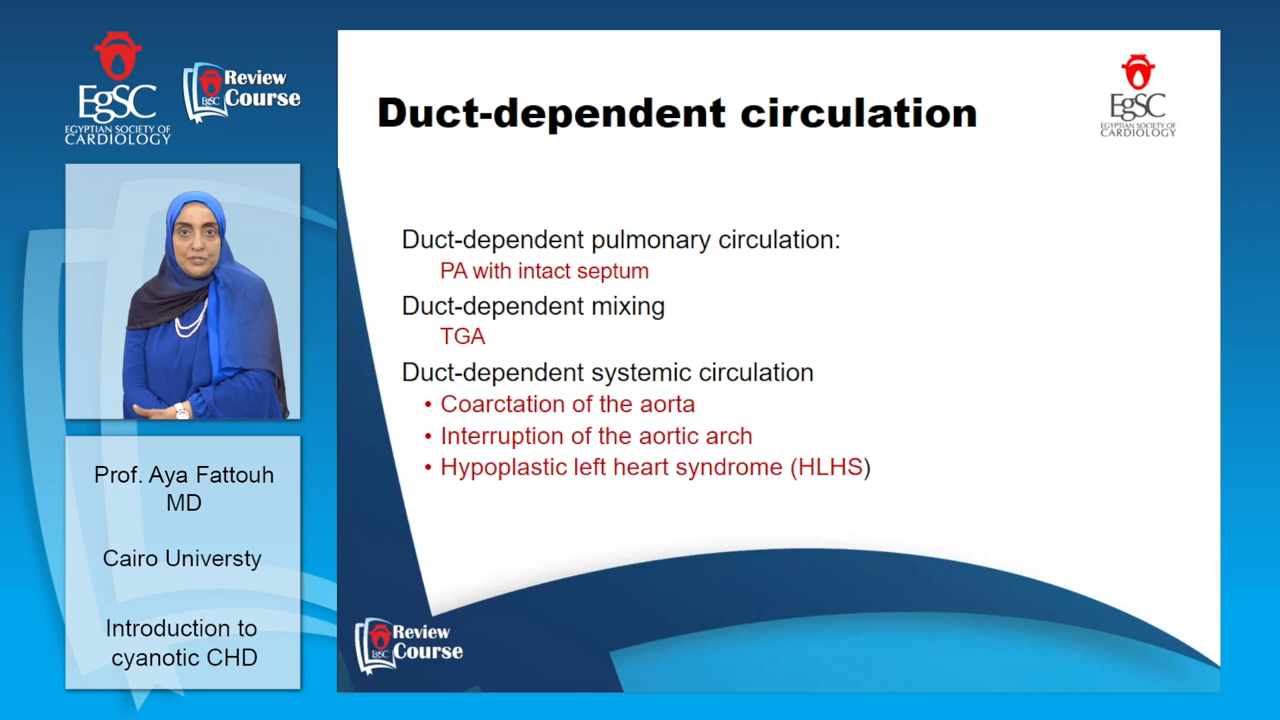 EgSC
EGYPTIAN SOCIETY OF
CARDIOLOGY
EgSC
Review
Course
Prof. Aya Fattouh
MD
Cairo Universty
Introduction to
cyanotic CHD
Duct-dependent circulation
EgSC
EGYPTIAN SOCIETY OF
CARDIOLOGY
Duct-dependent pulmonary circulation:
PA with intact septum
Duct-dependent mixing
TGA
Duct-dependent systemic circulation
• Coarctation of the aorta
• Interruption of the aortic arch
• Hypoplastic left heart syndrome (HLHS)
EgSC
Review
Course